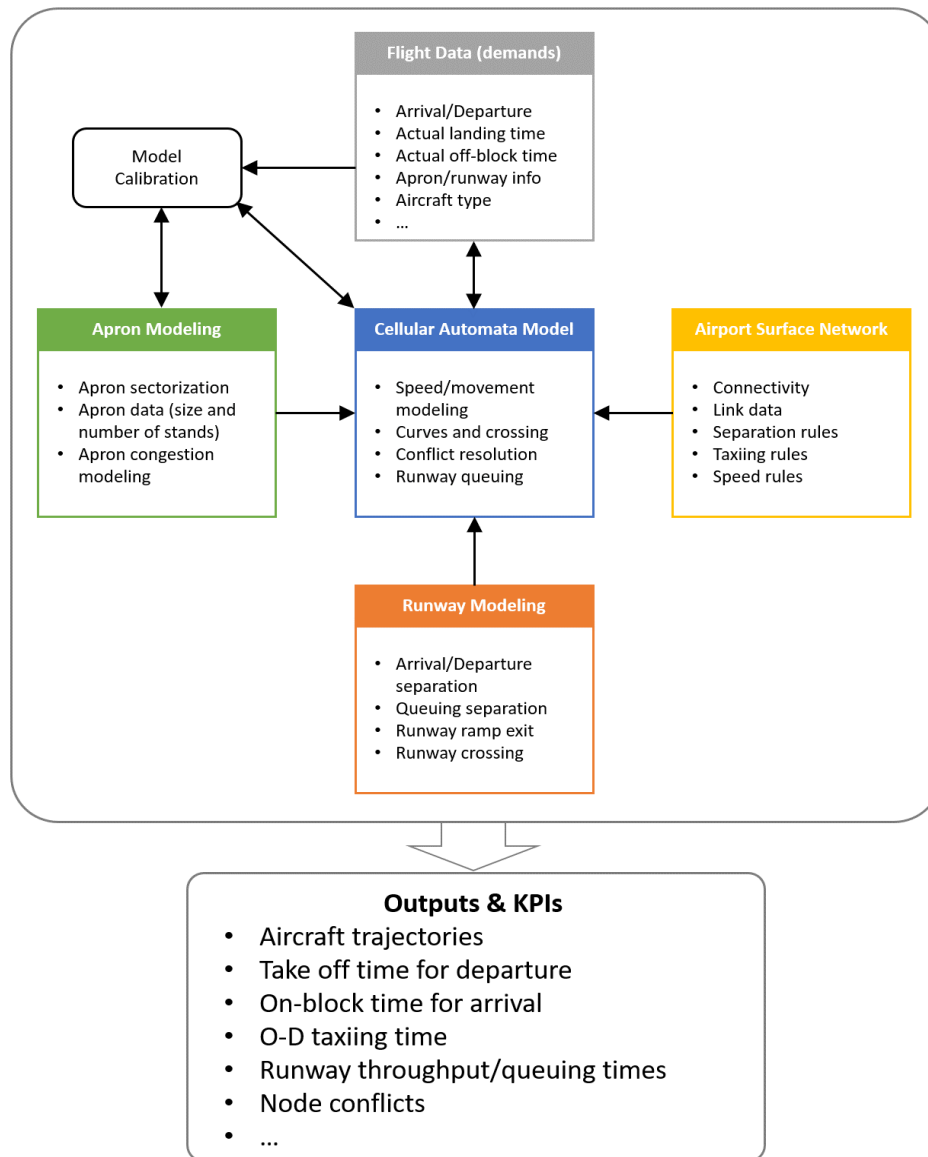 Flight Data (demands)
• Arrival/Departure
• Actual landing time
• Actual off-block time
• Apron/runway info
• Aircraft type
• ...
Model
Calibration
Apron Modeling
• Apron sectorization
• Apron data (size and
number of stands)
• Apron congestion
modeling
Cellular Automata Model
• Speed/movement
modeling
• Curves and crossing
• Conflict resolution
• Runway queuing
Airport Surface Network
• Connectivity
• Link data
• Separation rules
• Taxiing rules
• Speed rules
Runway Modeling
• Arrival/Departure
separation
• Queuing separation
• Runway ramp exit
• Runway crossing
Outputs & KPIs
• Aircraft trajectories
• Take off time for departure
• On-block time for arrival
• O-D taxiing time
• Runway throughput/queuing times
• Node conflicts
• ...